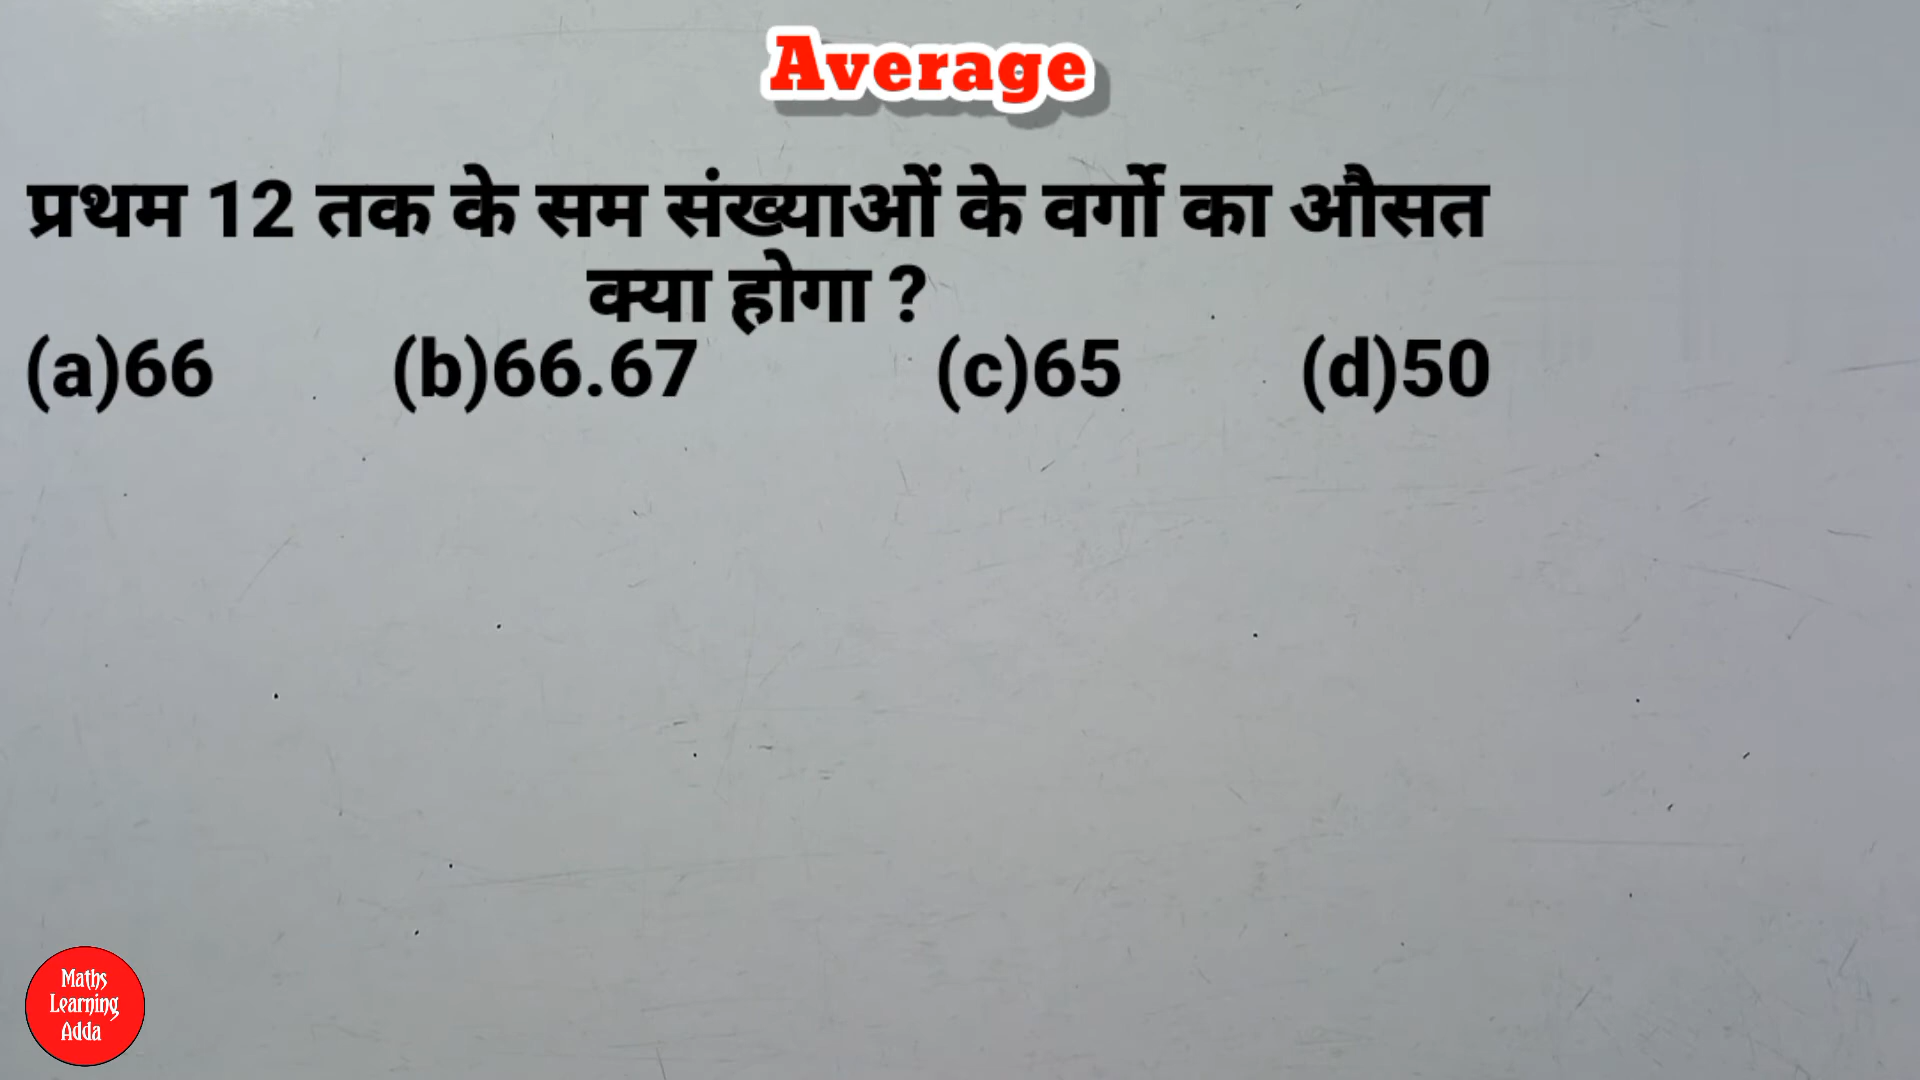 Average
प्रथम 12 तक के सम संख्याओं के वर्गो का औसत
क्या होगा ?
(a)66 (b)66.67 (c)65 (d)50
Maths
Learning
Adda